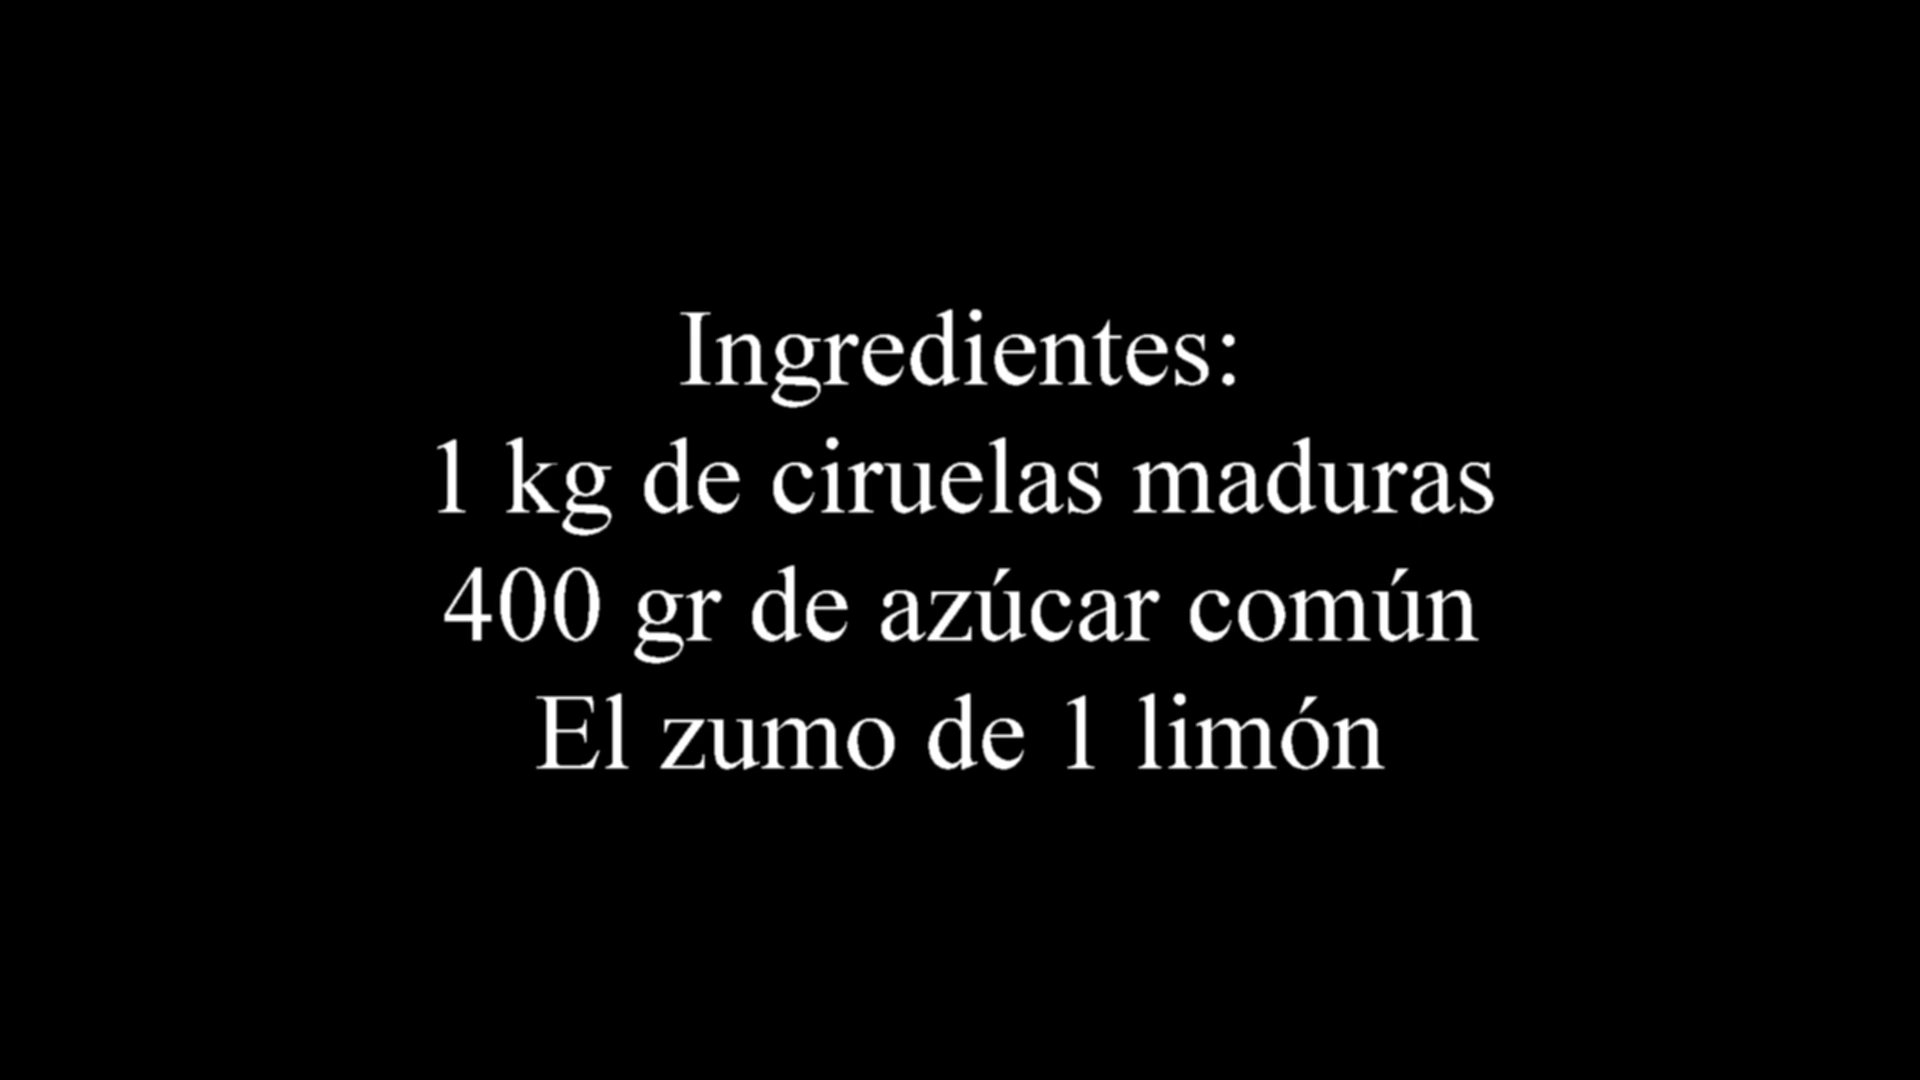 Ingredientes:
1 kg de ciruelas maduras
400 gr de azúcar común
El zumo de 1 limón